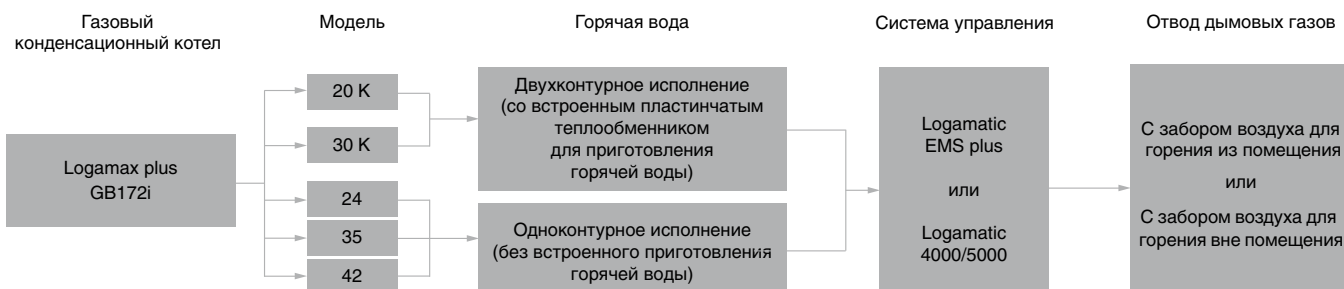 Газовый
конденсационный котел
Модель
Горячая вода
Система управления
Отвод дымовых газов
Logamax plus
GB172i
20 K
30 K
24
35
42
Двухконтурное исполнение
(со встроенным пластинчатым
теплообменником
для приготовления
горячей воды)
Одноконтурное исполнение
(без встроенного приготовления
горячей воды)
Logamatic
EMS plus
или
Logamatic
4000/5000
С забором воздуха для
горения из помещения
или
С забором воздуха для
горения вне помещения